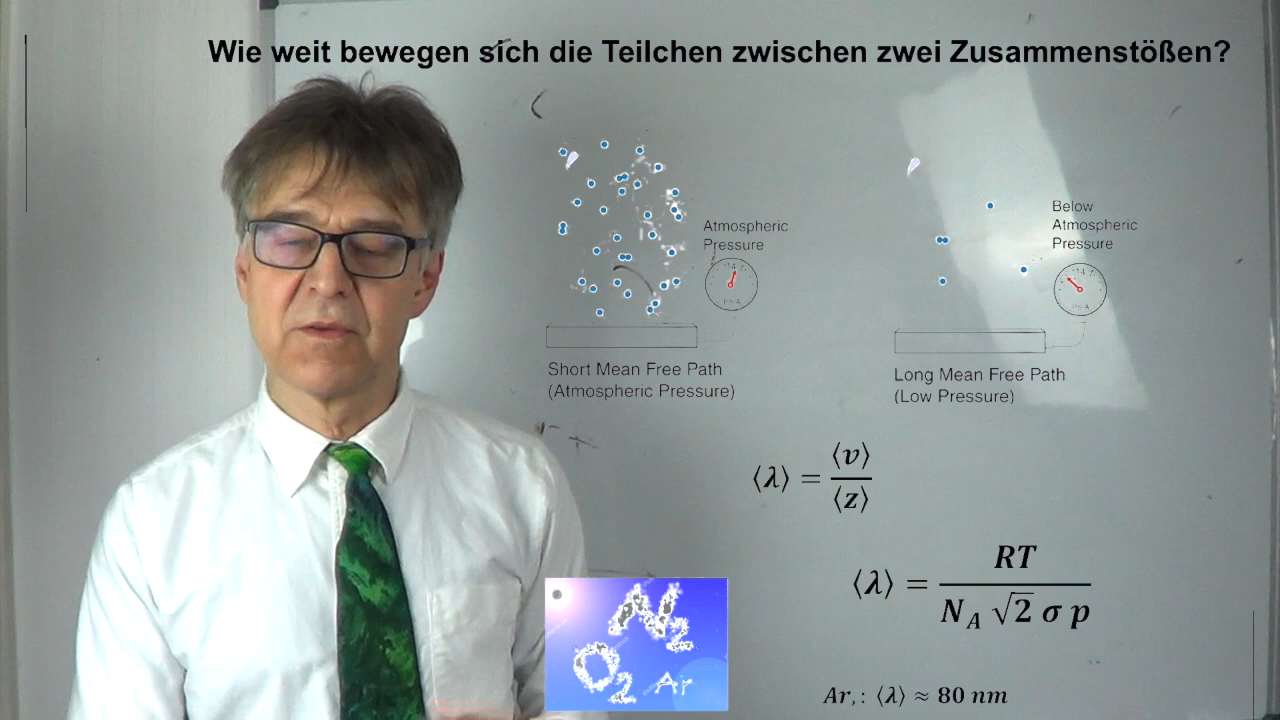 Wie weit bewegen sich die Teilchen zwischen zwei Zusammenstößen?
Atmospheric
Pressure
Short Mean Free Path
(Atmospheric Pressure)
Below
Atmospheric
Pressure
Long Mean Free Path
(Low Pressure)
⟨λ⟩ = ⟨v⟩ / ⟨z⟩
⟨λ⟩ = RT / N_A √2 σ p
N2
O2 Ar
Ar,: ⟨λ⟩ ≈ 80 nm